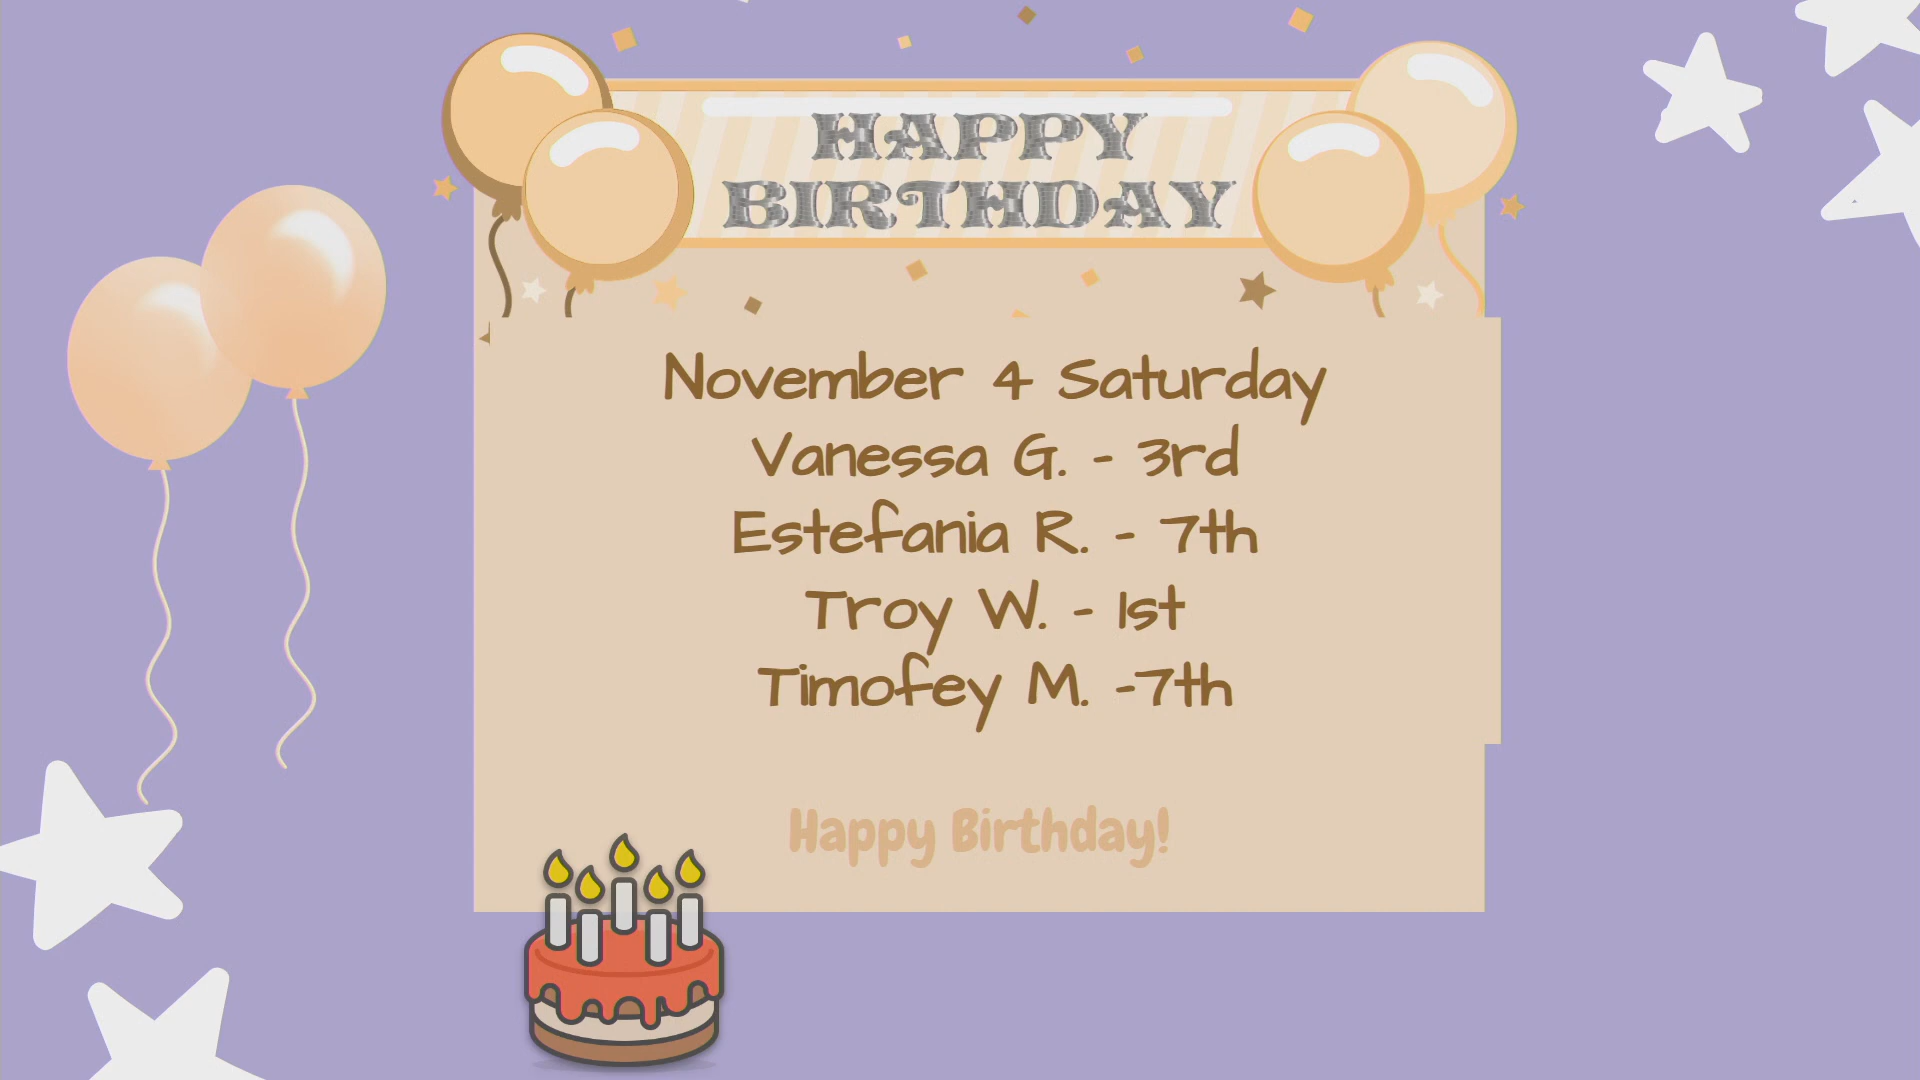 HAPPY
BIRTHDAY
November 4 Saturday
Vanessa G. - 3rd
Estefania R. - 7th
Troy W. - 1st
Timofey M. -7th
Happy Birthday!